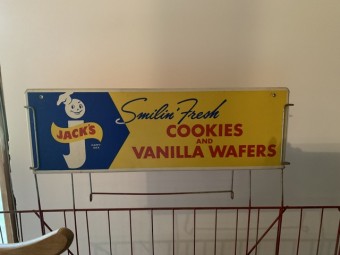 JACK'S
Smilin' Fresh
COOKIES
AND
VANILLA WAFERS